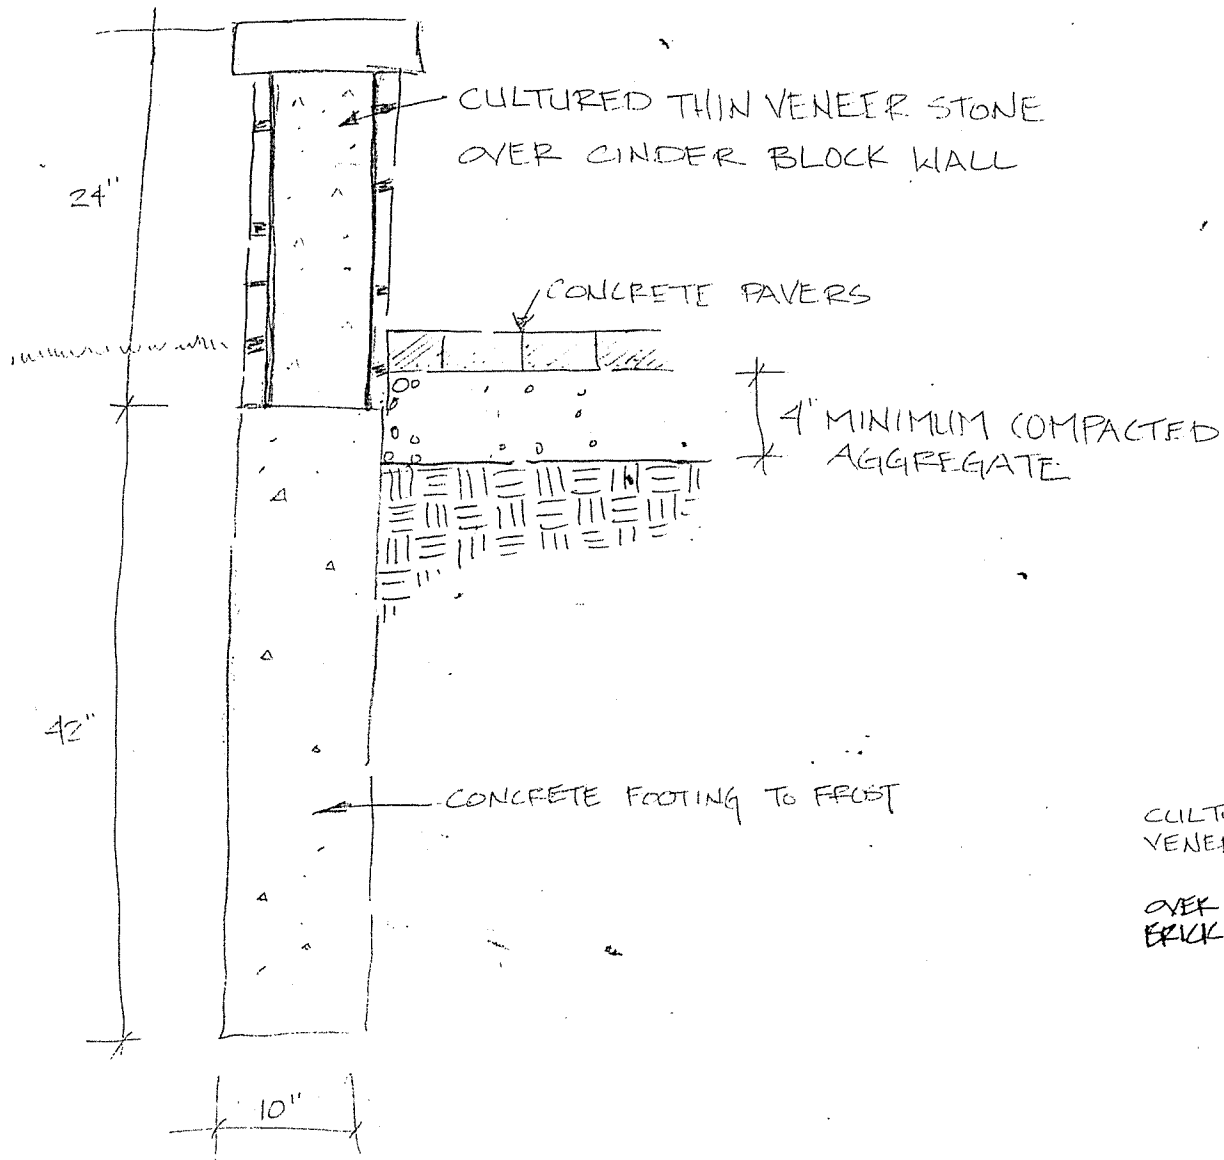 CULTURED THIN VENEER STONE
OVER CINDER BLOCK WALL
24"
CONCRETE PAVERS
4" MINIMUM COMPACTED
AGGREGATE
42"
CONCRETE FOOTING TO FROST
CULT
VENE
OVER
BRICK
10"